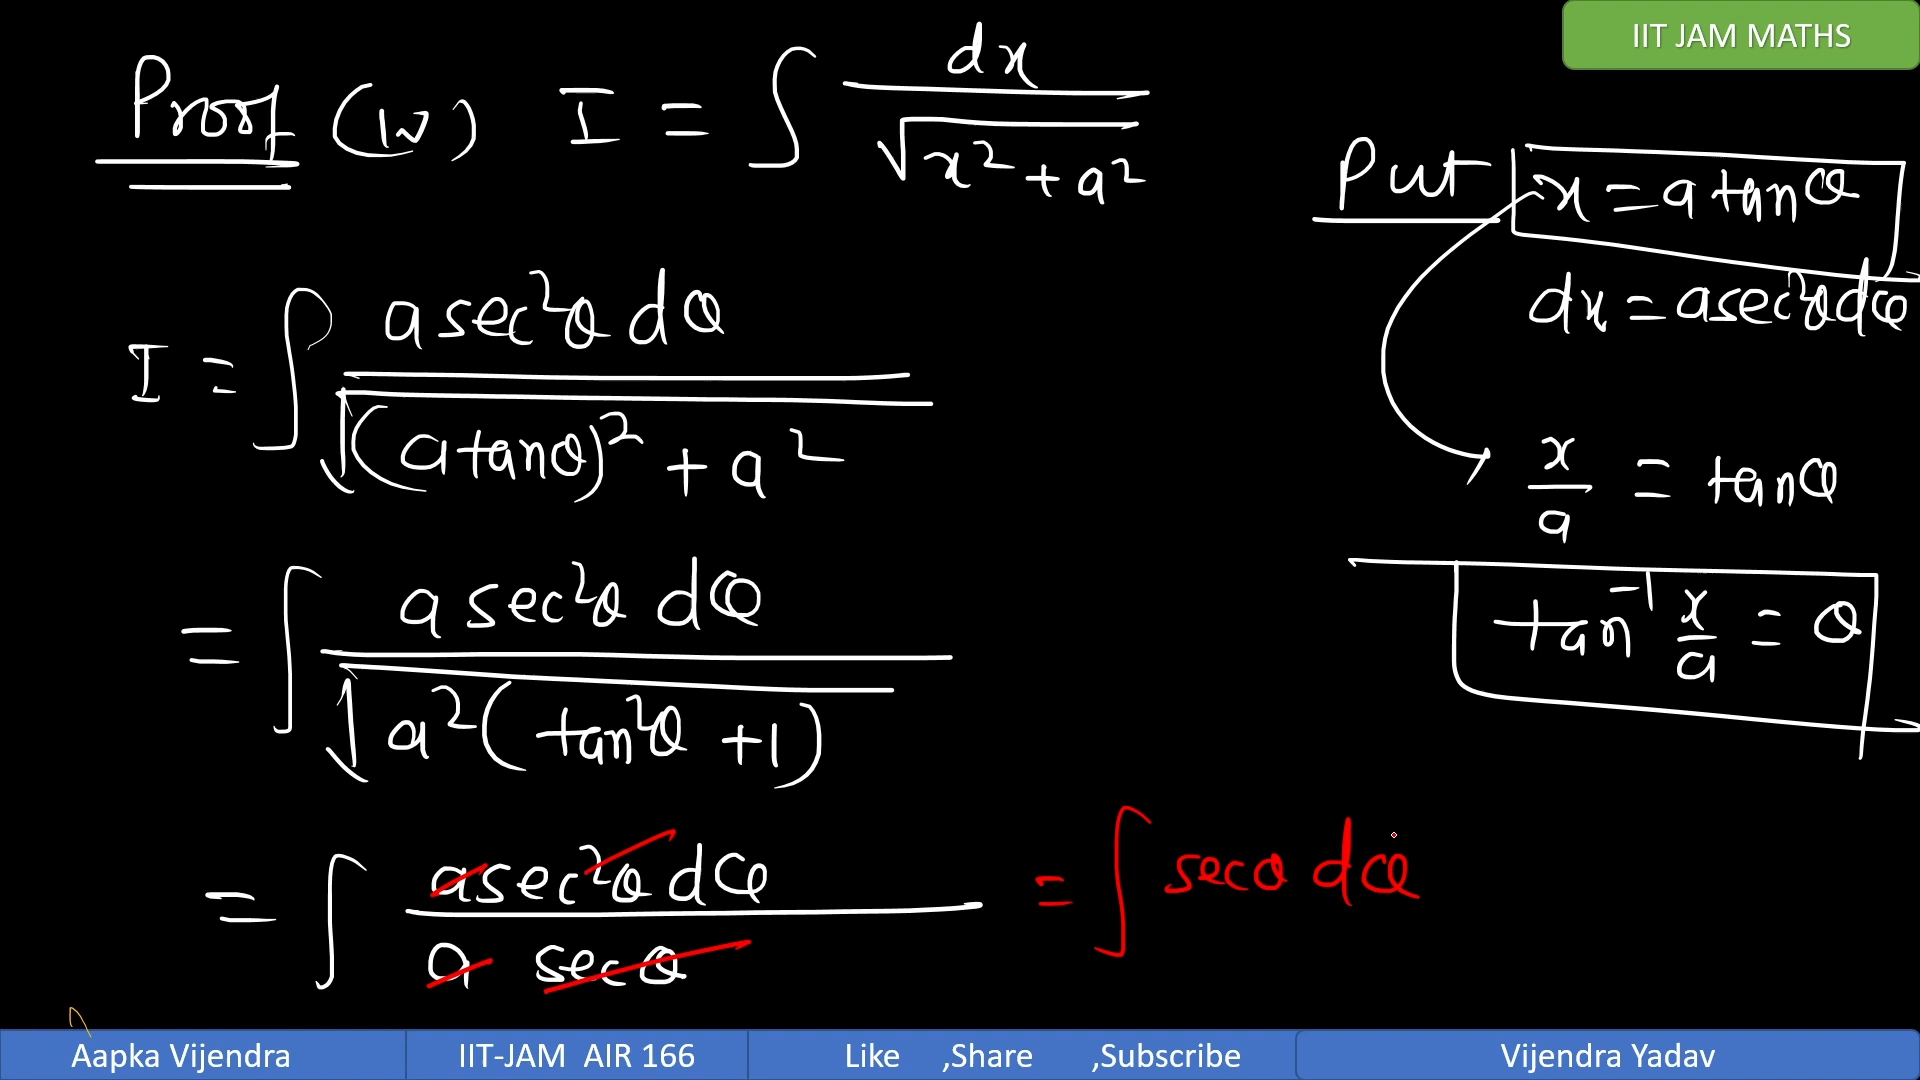 IIT JAM MATHS
Proof (iv) I = ∫ dx / √(x² + a²)
Put x = a tanθ
dx = a sec²θ dθ
I = ∫ a sec²θ dθ / √((a tanθ)² + a²)
x/a = tanθ
tan⁻¹ x/a = θ
= ∫ a sec²θ dθ / √(a²(tan²θ + 1))
= ∫ a sec²θ dθ / a secθ = ∫ secθ dθ
Aapka Vijendra
IIT-JAM AIR 166
Like ,Share ,Subscribe
Vijendra Yadav